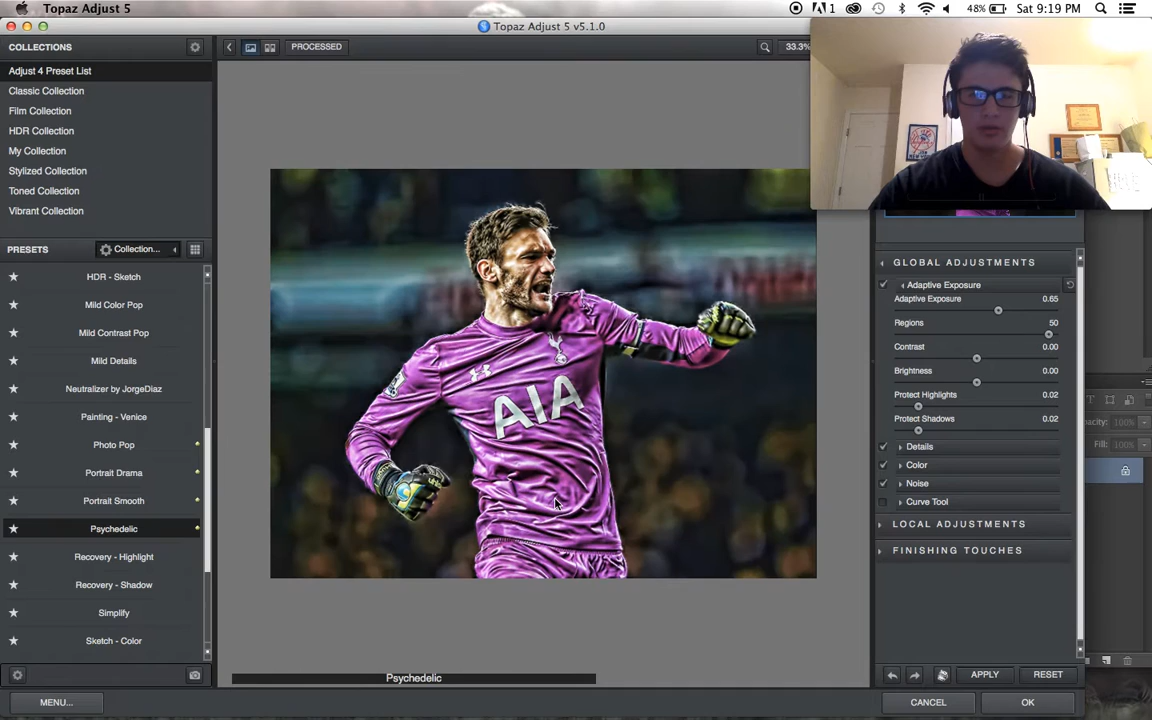 Topaz Adjust 5
1
48%
Sat 9:19 PM
Topaz Adjust 5 v5.1.0
COLLECTIONS
PROCESSED
33.3%
Adjust 4 Preset List
Classic Collection
Film Collection
HDR Collection
My Collection
Stylized Collection
Toned Collection
Vibrant Collection
PRESETS
Collection...
HDR - Sketch
Mild Color Pop
Mild Contrast Pop
Mild Details
Neutralizer by JorgeDiaz
Painting - Venice
Photo Pop
Portrait Drama
Portrait Smooth
Psychedelic
Recovery - Highlight
Recovery - Shadow
Simplify
Sketch - Color
MENU...
AIA
Psychedelic
GLOBAL ADJUSTMENTS
Adaptive Exposure
Adaptive Exposure 0.65
Regions 50
Contrast 0.00
Brightness 0.00
Protect Highlights 0.02
Protect Shadows 0.02
Details
Color
Noise
Curve Tool
LOCAL ADJUSTMENTS
FINISHING TOUCHES
APPLY
RESET
CANCEL
OK
pacity: 100%
Fill: 100%